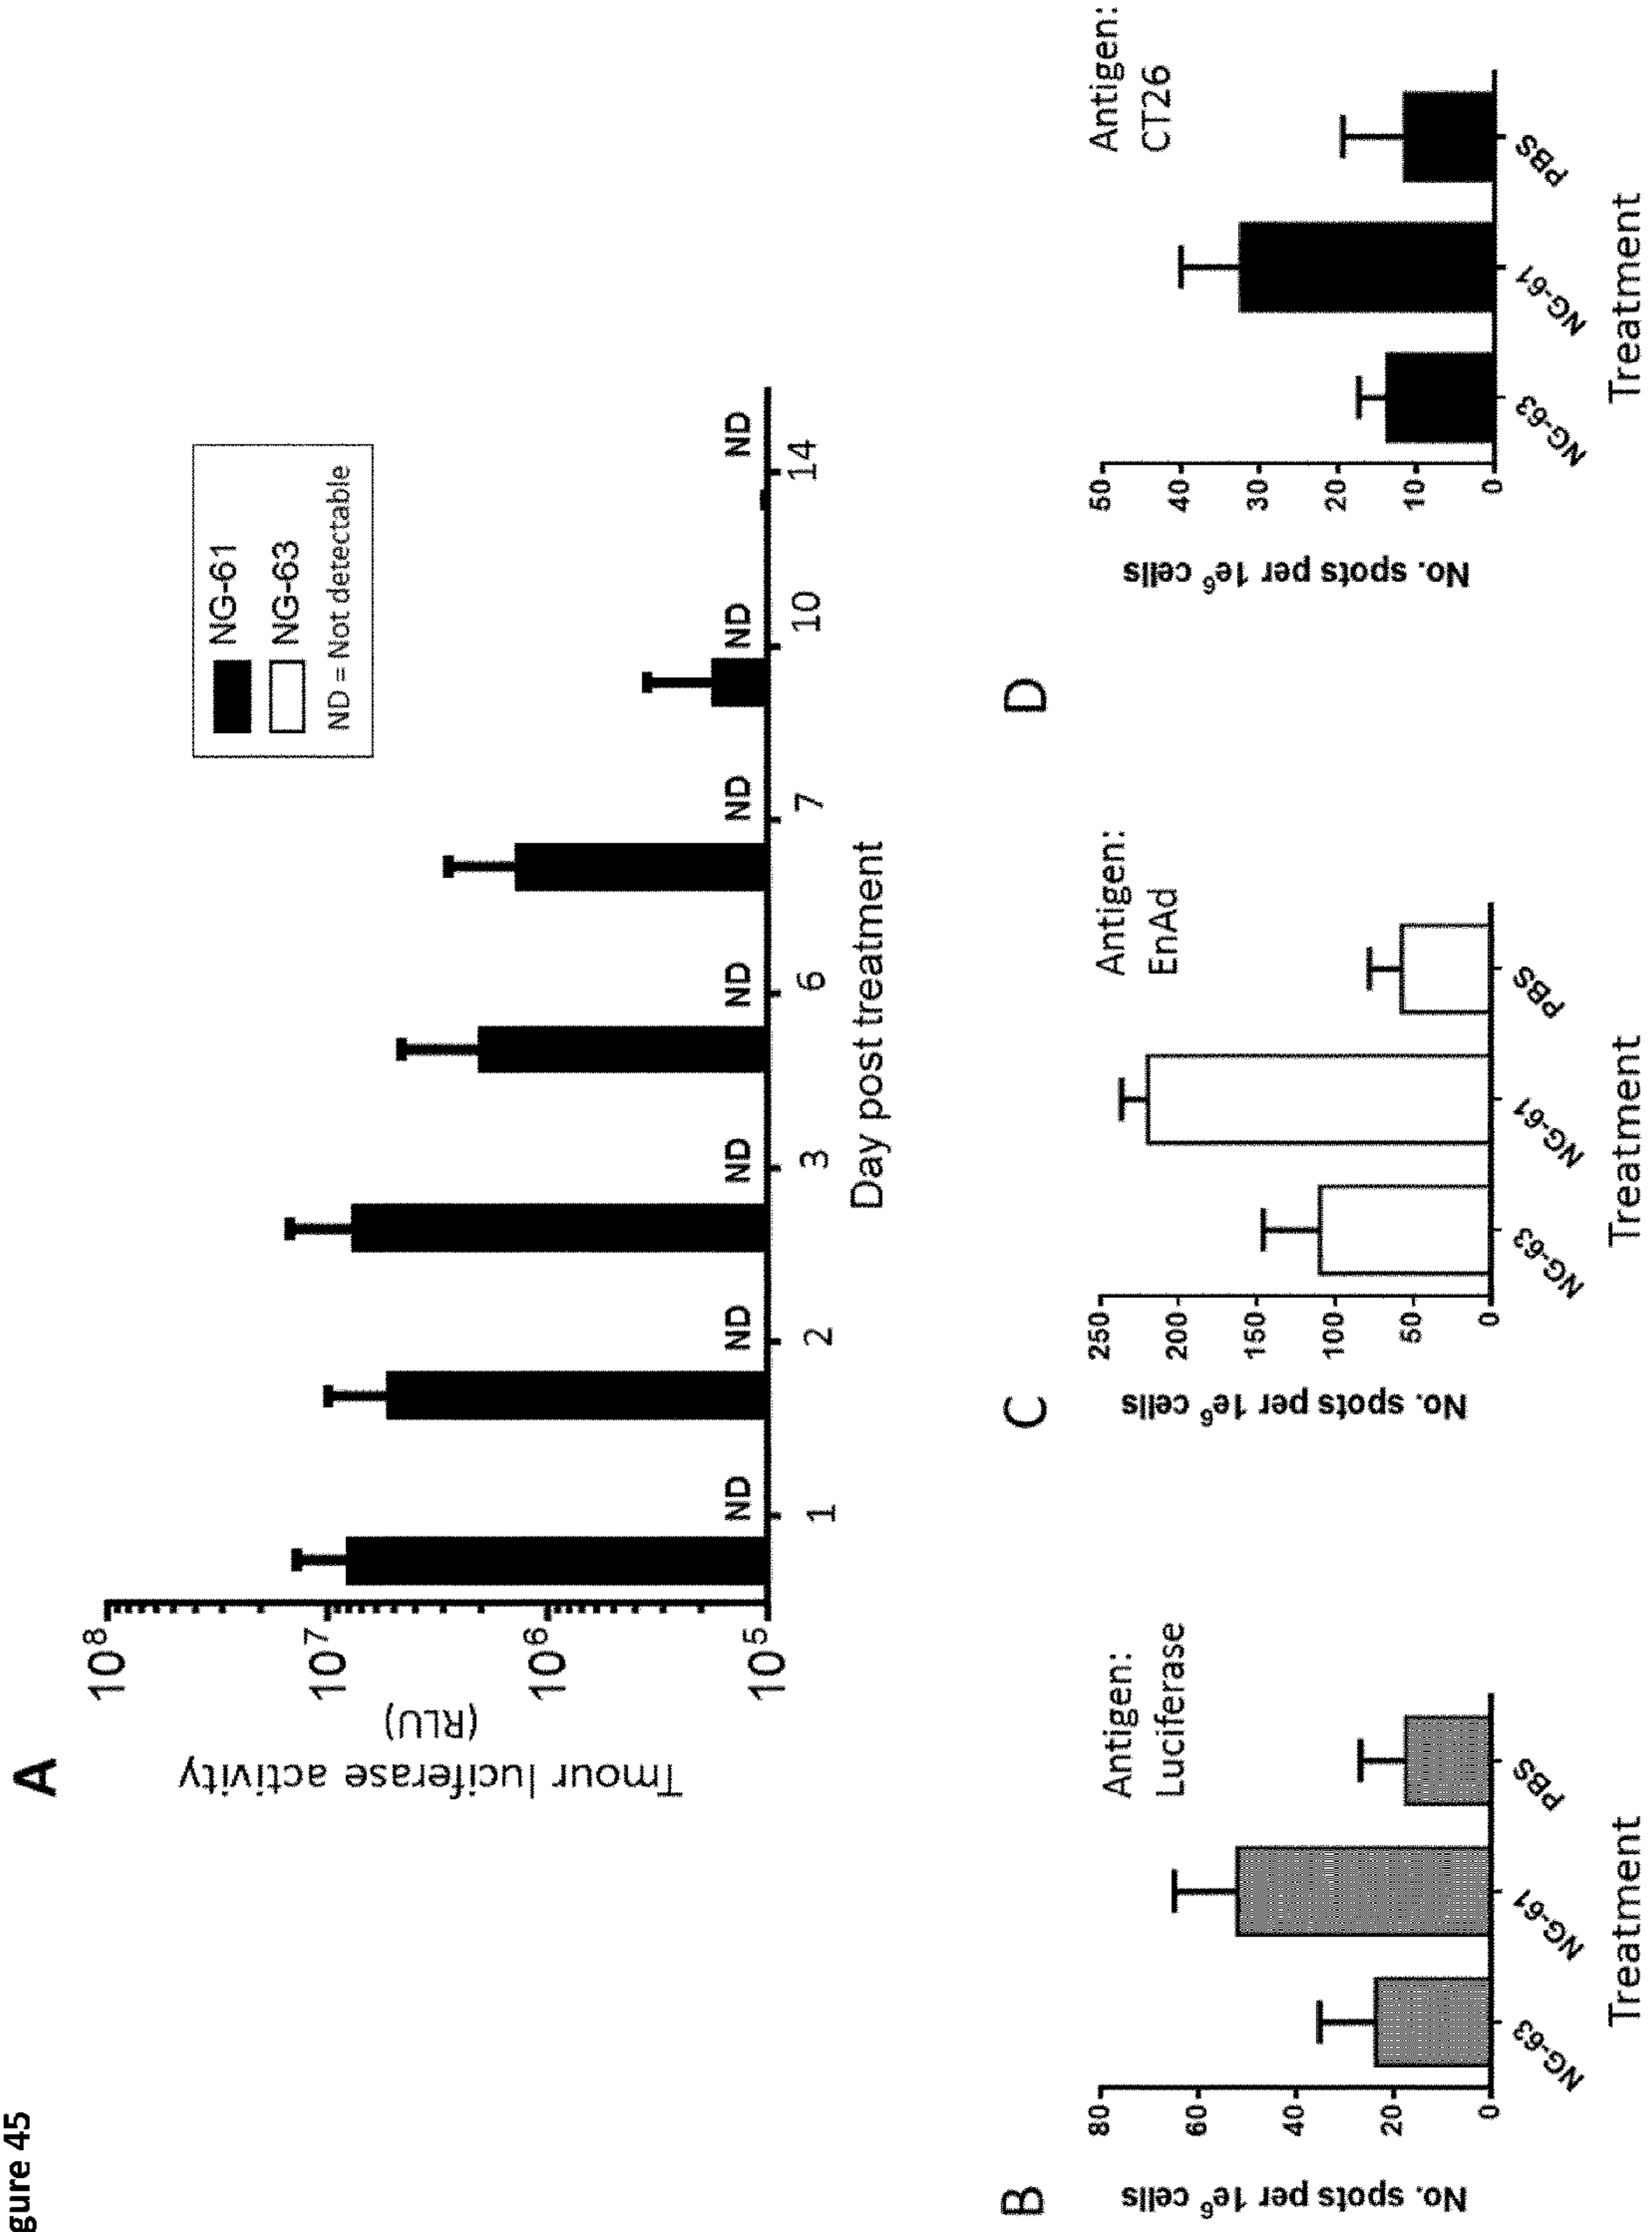 gure 45
A
Tmour luciferase activity
(RLU)
10⁸
10⁷
10⁶
10⁵
NG-61
NG-63
ND = Not detectable
ND
ND
ND
ND
ND
ND
ND
1
2
3
6
7
10
14
Day post treatment
B
Antigen:
Luciferase
No. spots per 1e⁶ cells
80
60
40
20
0
NG-63
NG-61
PBS
Treatment
C
Antigen:
EnAd
No. spots per 1e⁶ cells
250
200
150
100
50
0
NG-63
NG-61
PBS
Treatment
D
Antigen:
CT26
No. spots per 1e⁶ cells
50
40
30
20
10
0
NG-63
NG-61
PBS
Treatment